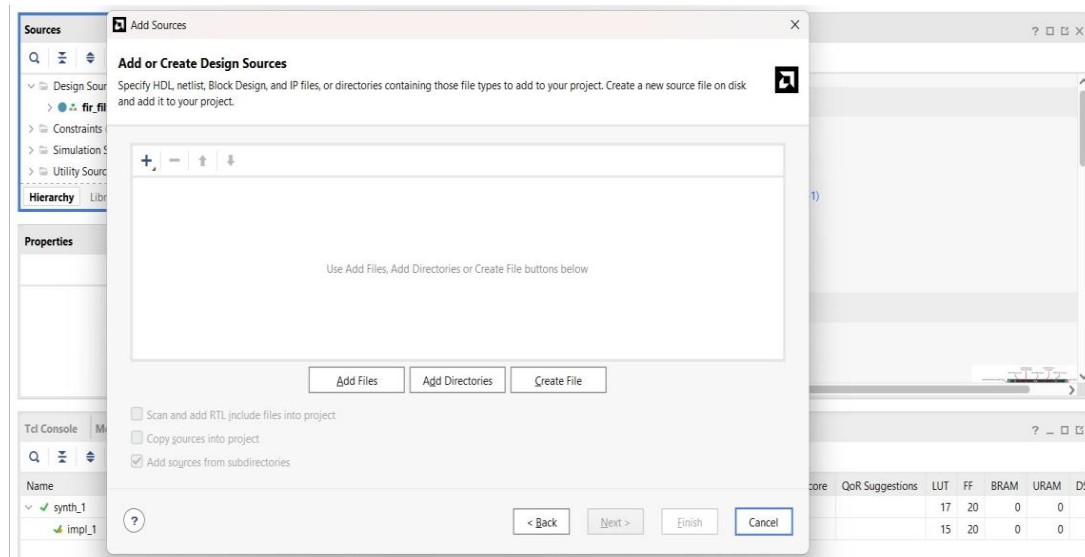 Sources
Design Sour
fir_fil
Constraints
Simulation S
Utility Sourc
Hierarchy Libr
Properties
Add Sources
Add or Create Design Sources
Specify HDL, netlist, Block Design, and IP files, or directories containing those file types to add to your project. Create a new source file on disk
and add it to your project.
Use Add Files, Add Directories or Create File buttons below
Add Files Add Directories Create File
Scan and add RTL include files into project
Copy sources into project
Add sources from subdirectories
? < Back Next > Finish Cancel
-1)
Tcl Console M
Name core QoR Suggestions LUT FF BRAM URAM DS
synth_1 17 20 0 0
impl_1 15 20 0 0